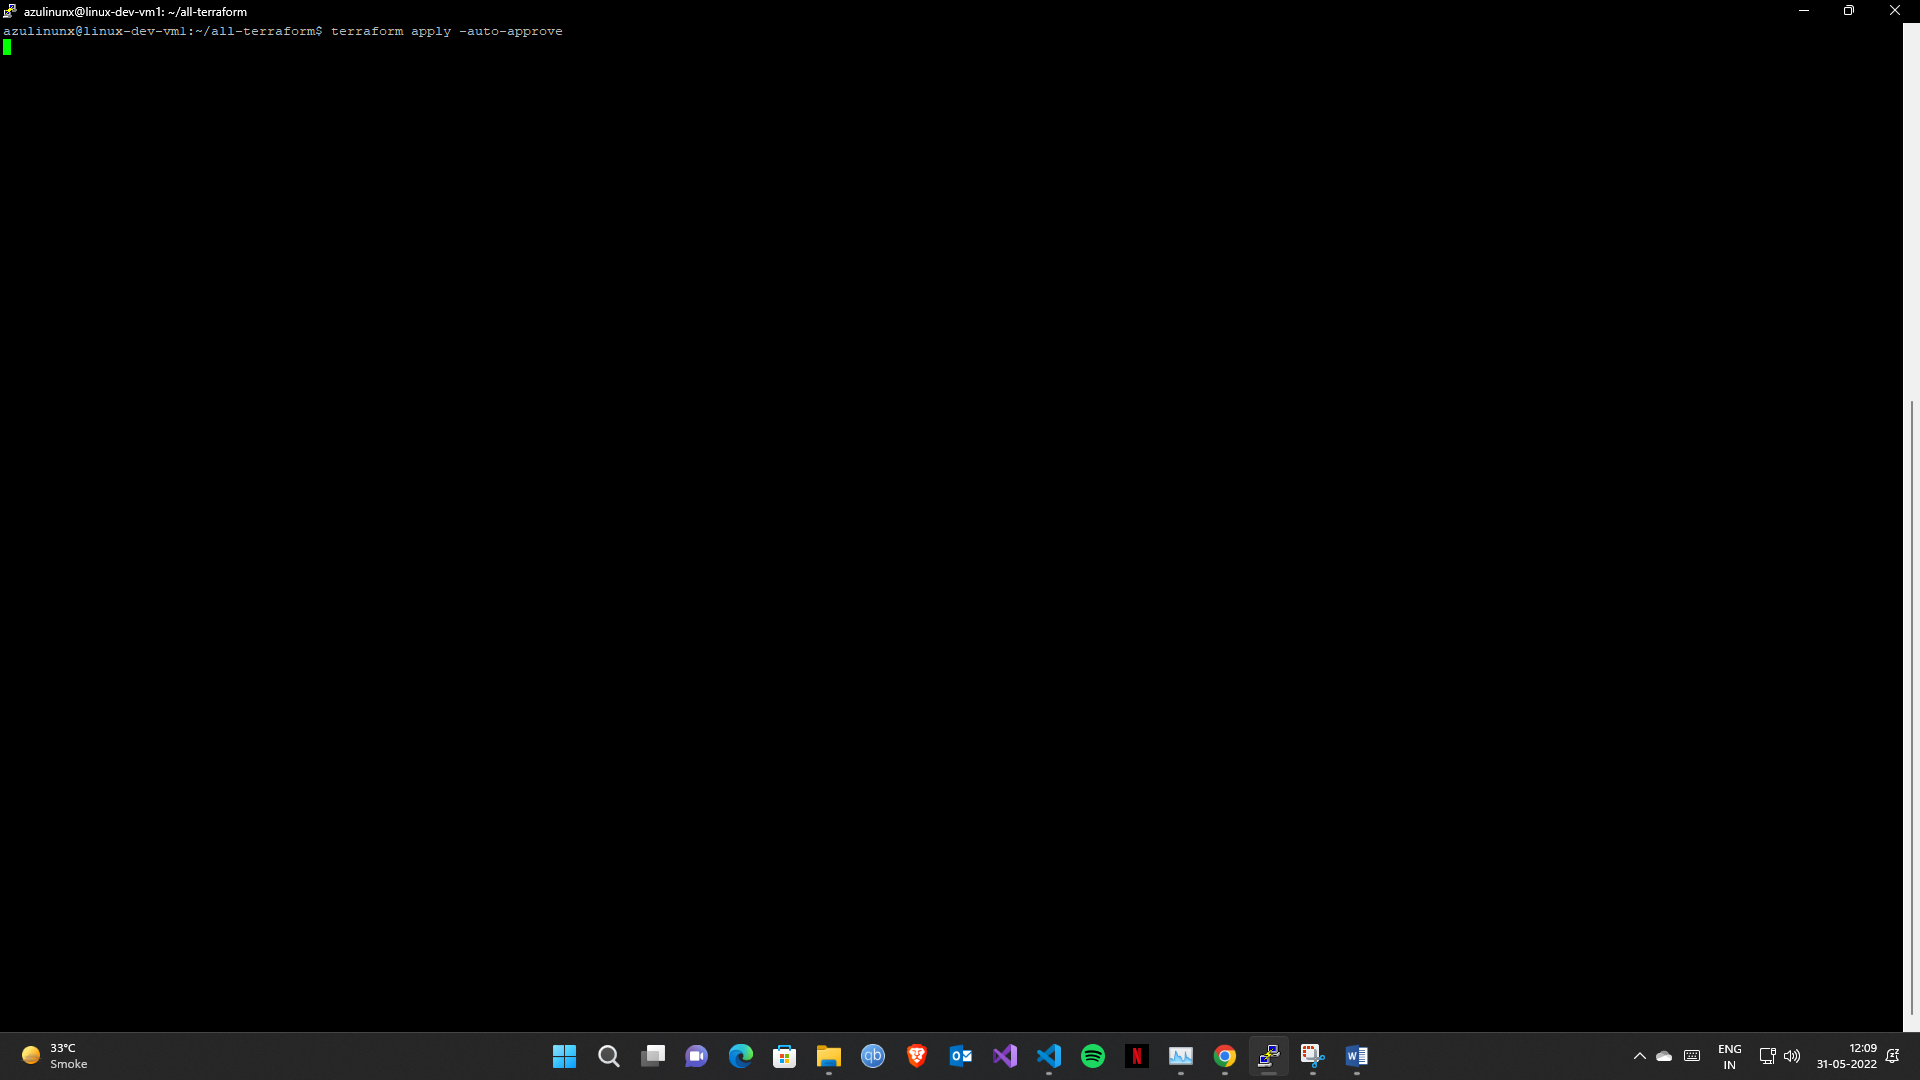 azulinunx@linux-dev-vm1: ~/all-terraform
azulinunx@linux-dev-vm1:~/all-terraform$ terraform apply -auto-approve
33°C
Smoke
qb
N
ENG
IN
12:09
31-05-2022